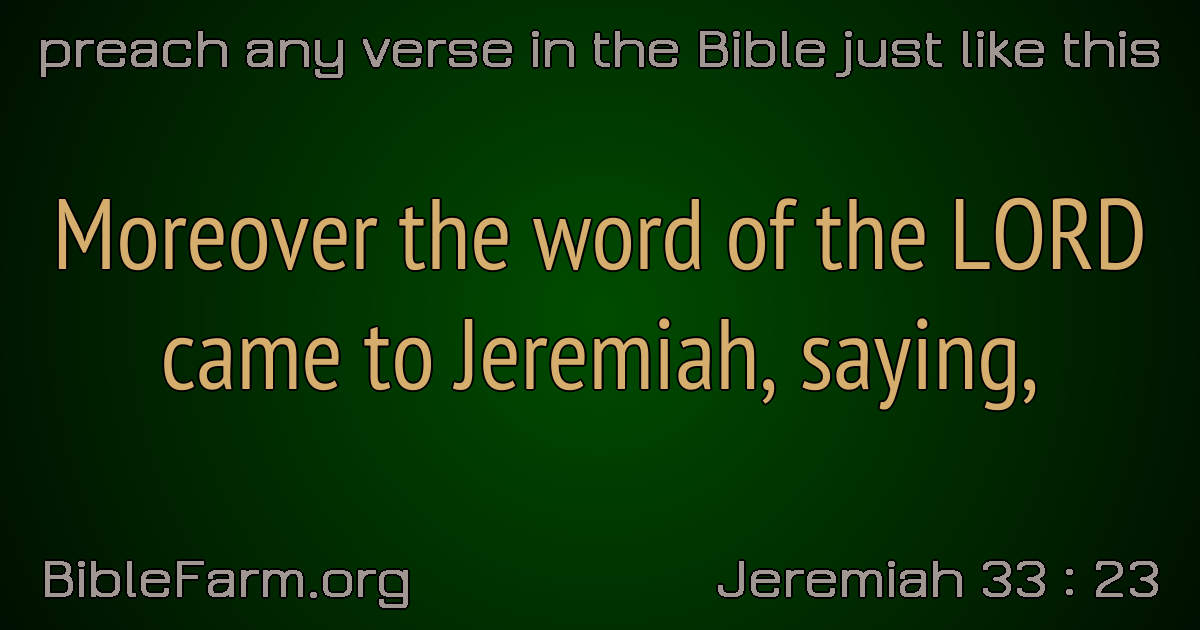 preach any verse in the Bible just like this
Moreover the word of the LORD
came to Jeremiah, saying,
BibleFarm.org
Jeremiah 33 : 23